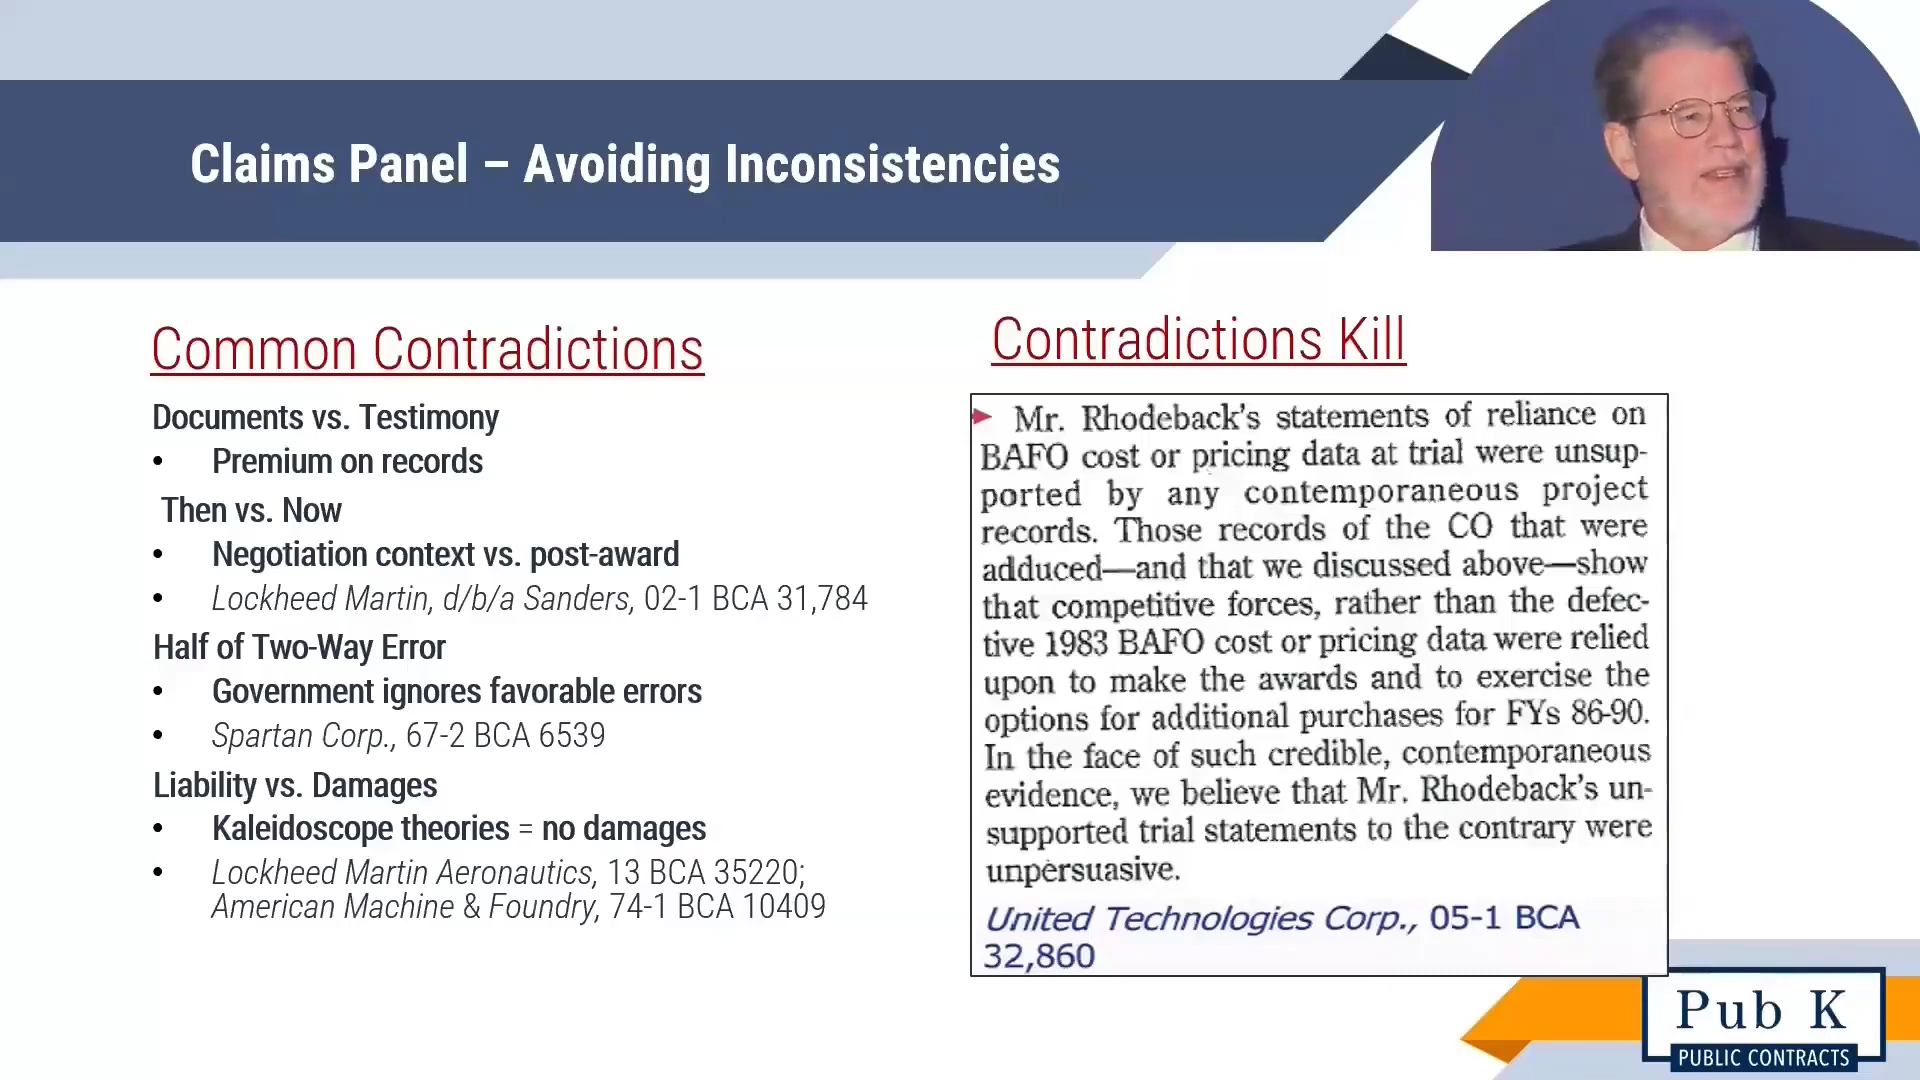 Claims Panel – Avoiding Inconsistencies
Common Contradictions
Documents vs. Testimony
• Premium on records
Then vs. Now
• Negotiation context vs. post-award
• Lockheed Martin, d/b/a Sanders, 02-1 BCA 31,784
Half of Two-Way Error
• Government ignores favorable errors
• Spartan Corp., 67-2 BCA 6539
Liability vs. Damages
• Kaleidoscope theories = no damages
• Lockheed Martin Aeronautics, 13 BCA 35220;
American Machine & Foundry, 74-1 BCA 10409
Contradictions Kill
Mr. Rhodeback's statements of reliance on
BAFO cost or pricing data at trial were unsup-
ported by any contemporaneous project
records. Those records of the CO that were
adduced—and that we discussed above—show
that competitive forces, rather than the defec-
tive 1983 BAFO cost or pricing data were relied
upon to make the awards and to exercise the
options for additional purchases for FYs 86-90.
In the face of such credible, contemporaneous
evidence, we believe that Mr. Rhodeback's un-
supported trial statements to the contrary were
unpersuasive.
United Technologies Corp., 05-1 BCA
32,860
Pub K
PUBLIC CONTRACTS